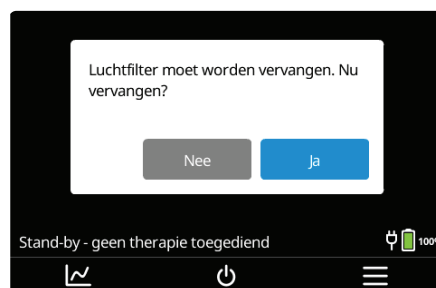 Luchtfilter moet worden vervangen. Nu
vervangen?
Nee
Ja
Stand-by - geen therapie toegediend
100%